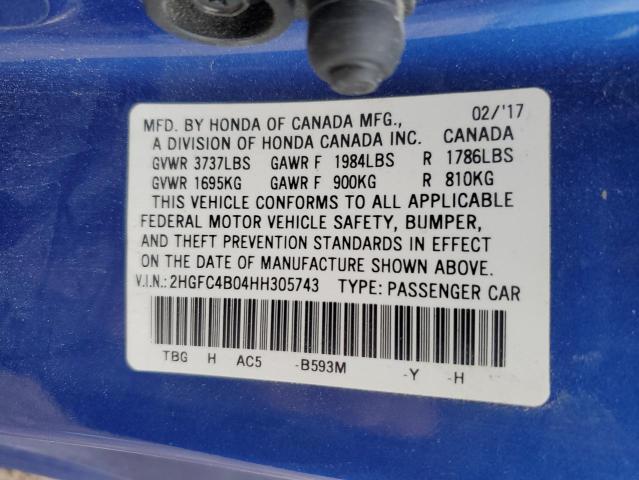 MFD. BY HONDA OF CANADA MFG., 02/'17
A DIVISION OF HONDA CANADA INC. CANADA
GVWR 3737LBS GAWR F 1984LBS R 1786LBS
GVWR 1695KG GAWR F 900KG R 810KG
THIS VEHICLE CONFORMS TO ALL APPLICABLE
FEDERAL MOTOR VEHICLE SAFETY, BUMPER,
AND THEFT PREVENTION STANDARDS IN EFFECT
ON THE DATE OF MANUFACTURE SHOWN ABOVE.
V.I.N.: 2HGFC4B04HH305743 TYPE: PASSENGER CAR
TBG H AC5 -B593M -Y -H